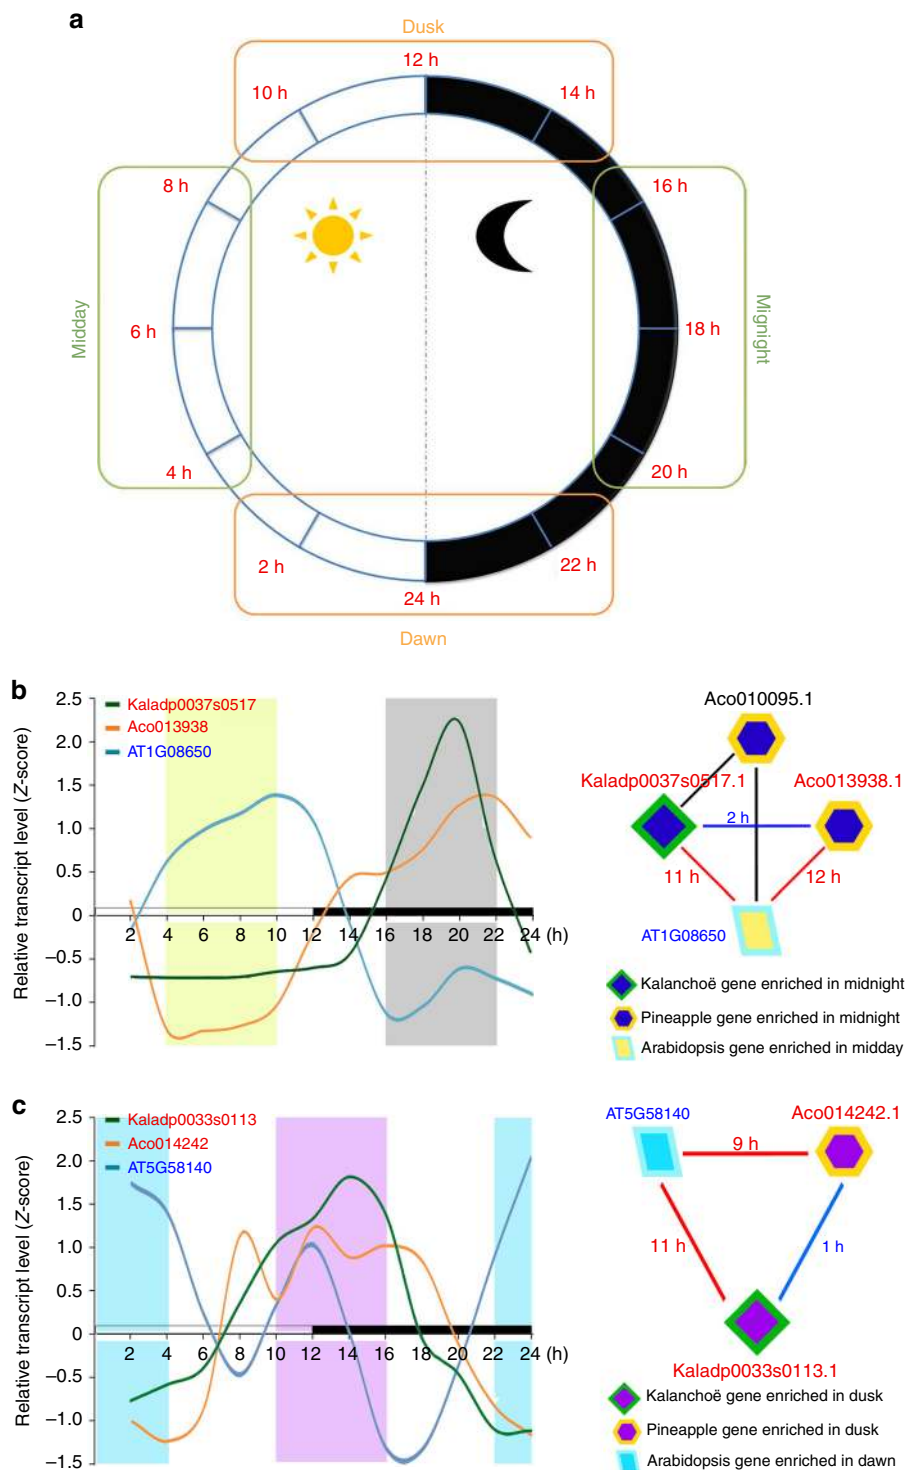 a
Dusk
12 h
10 h
14 h
8 h
16 h
Midday
6 h
18 h
Mignight
4 h
20 h
2 h
22 h
24 h
Dawn
b
Relative transcript level (Z-score)
2.5
2.0
1.5
1.0
0.5
0
–0.5
–1.0
–1.5
Kaladp0037s0517
Aco013938
AT1G08650
2 4 6 8 10 12 14 16 18 20 22 24 (h)
Aco010095.1
Kaladp0037s0517.1
Aco013938.1
2 h
11 h
12 h
AT1G08650
Kalanchoë gene enriched in midnight
Pineapple gene enriched in midnight
Arabidopsis gene enriched in midday
c
Relative transcript level (Z-score)
2.5
2.0
1.5
1.0
0.5
0
–0.5
–1.0
–1.5
Kaladp0033s0113
Aco014242
AT5G58140
2 4 6 8 10 12 14 16 18 20 22 24 (h)
AT5G58140
Aco014242.1
9 h
11 h
1 h
Kaladp0033s0113.1
Kalanchoë gene enriched in dusk
Pineapple gene enriched in dusk
Arabidopsis gene enriched in dawn